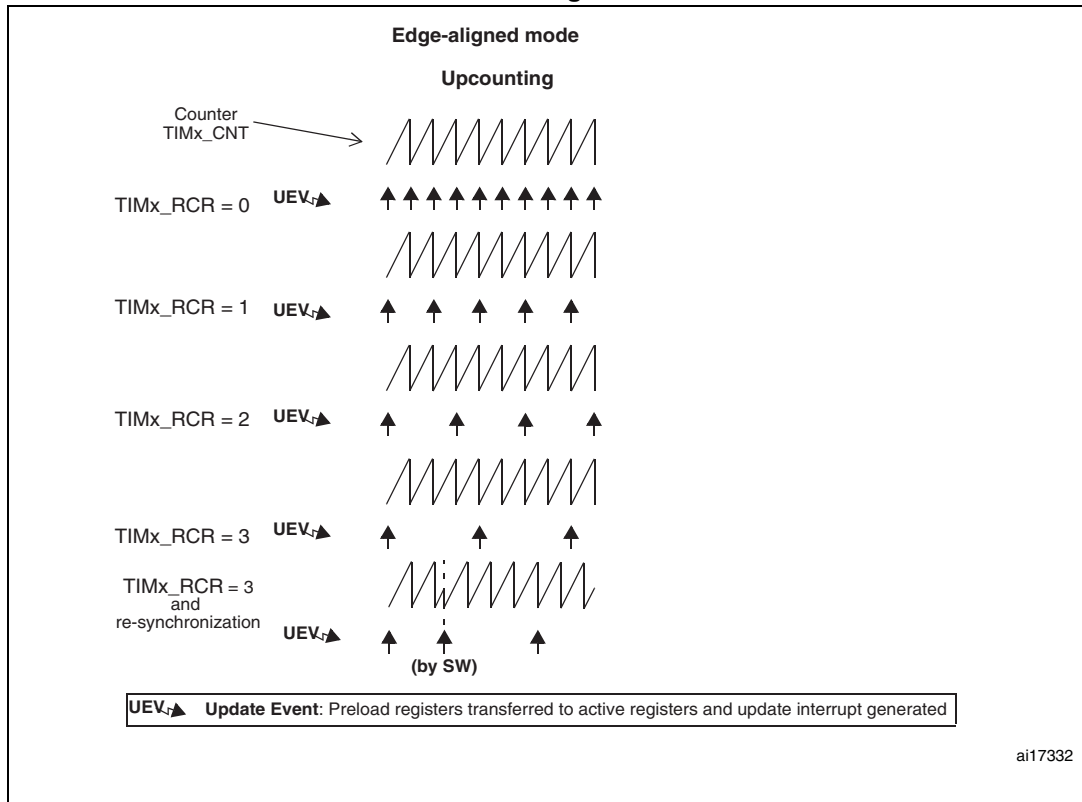 Edge-aligned mode
Upcounting
Counter
TIMx_CNT
UEV
TIMx_RCR = 0
UEV
TIMx_RCR = 1
UEV
TIMx_RCR = 2
UEV
TIMx_RCR = 3
TIMx_RCR = 3
and
re-synchronization
UEV
(by SW)
UEV Update Event: Preload registers transferred to active registers and update interrupt generated
ai17332